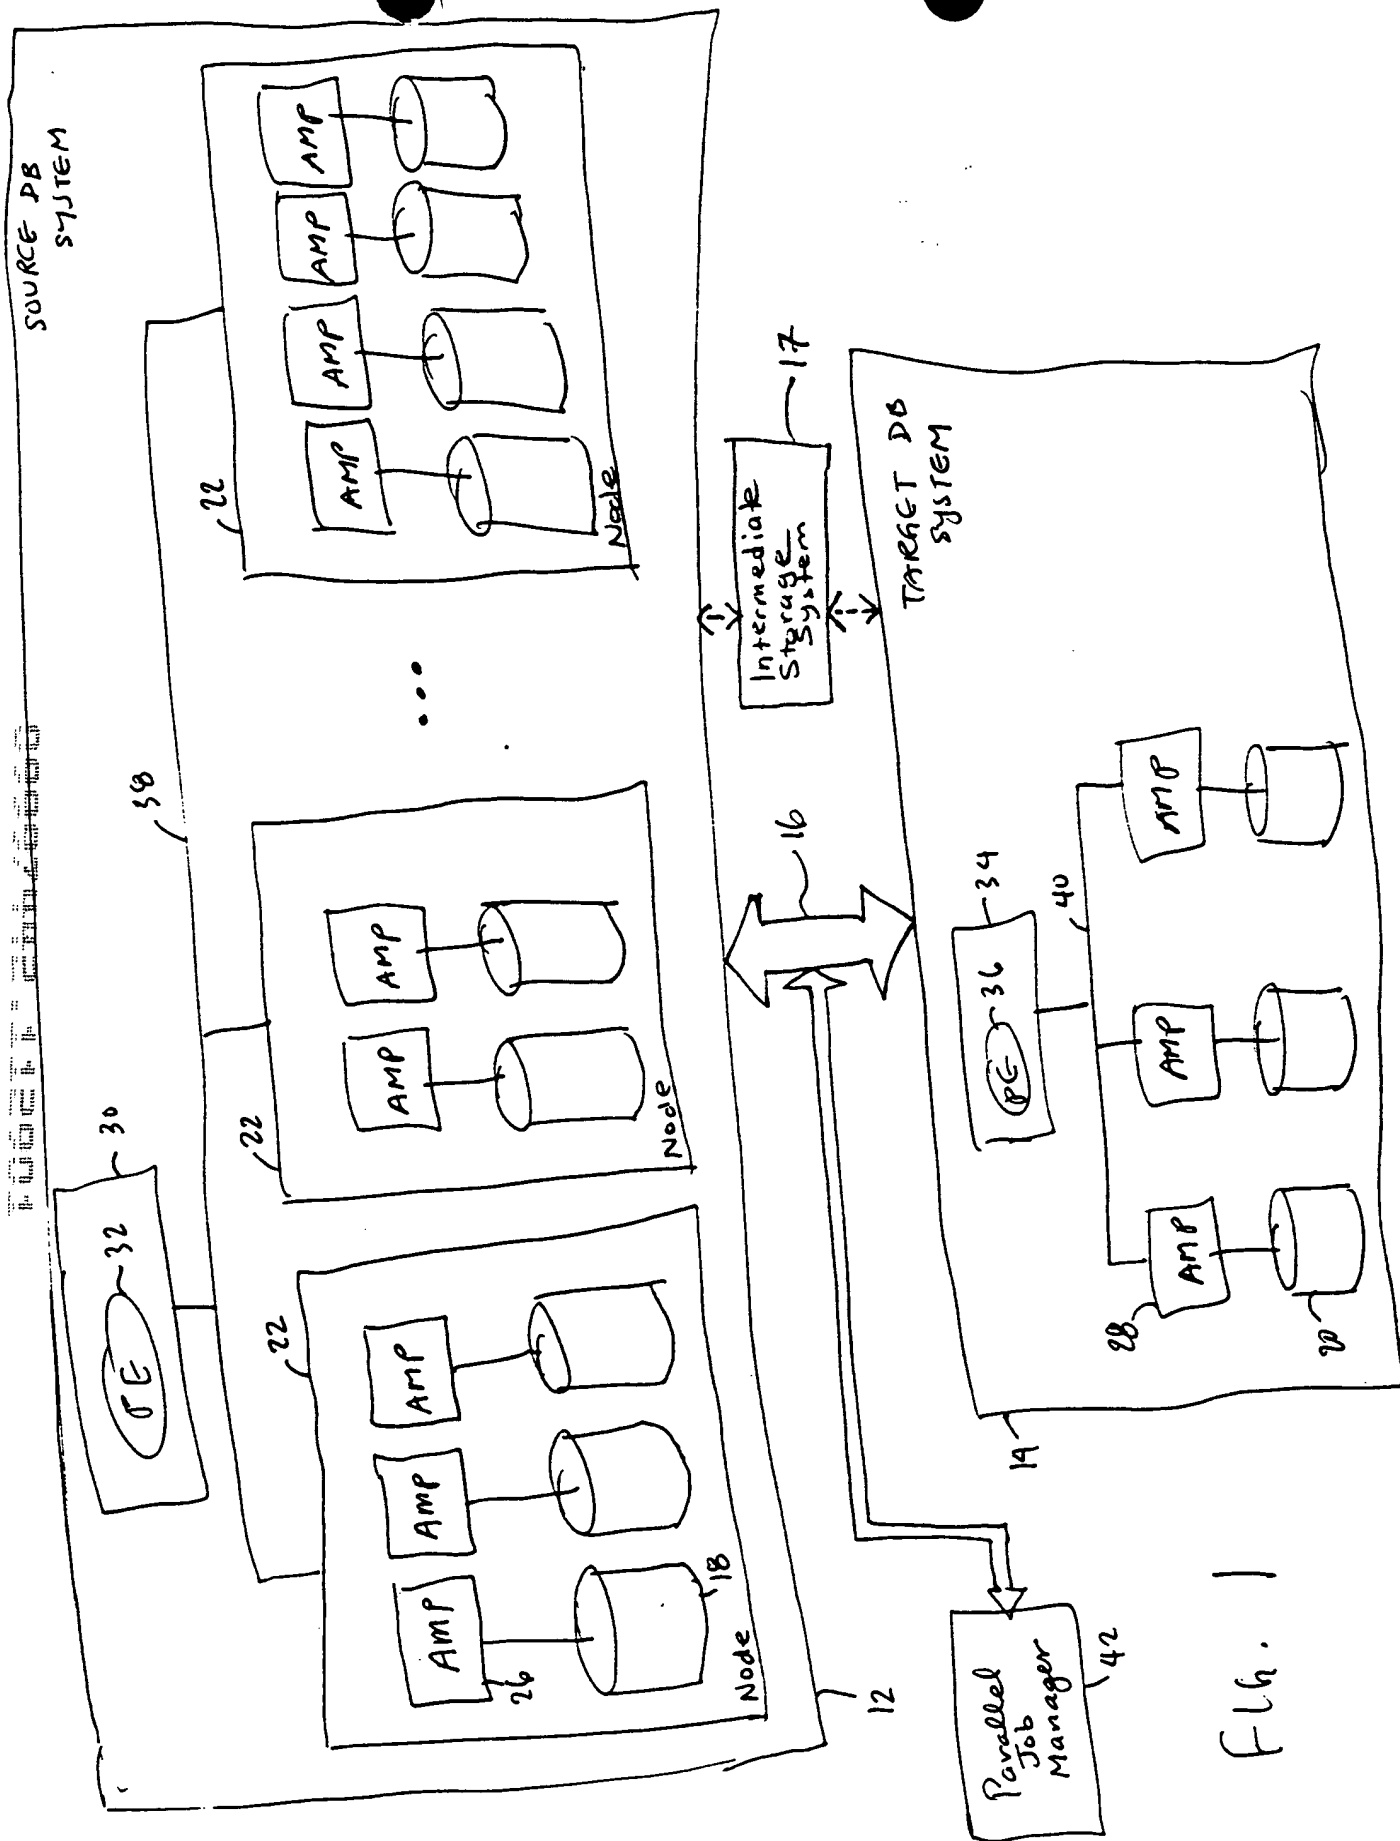 SOURCE DB
SYSTEM
30
PE
32
38
22
AMP
AMP
AMP
26
18
Node
22
AMP
AMP
Node
...
22
AMP
AMP
AMP
AMP
Node
12
16
Intermediate
Storage
System
17
Parallel
Job
Manager
42
TARGET DB
SYSTEM
34
PE
36
40
28
AMP
AMP
AMP
20
14
FIG. 1